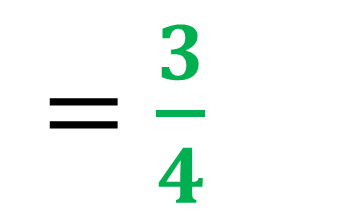 = 3/4